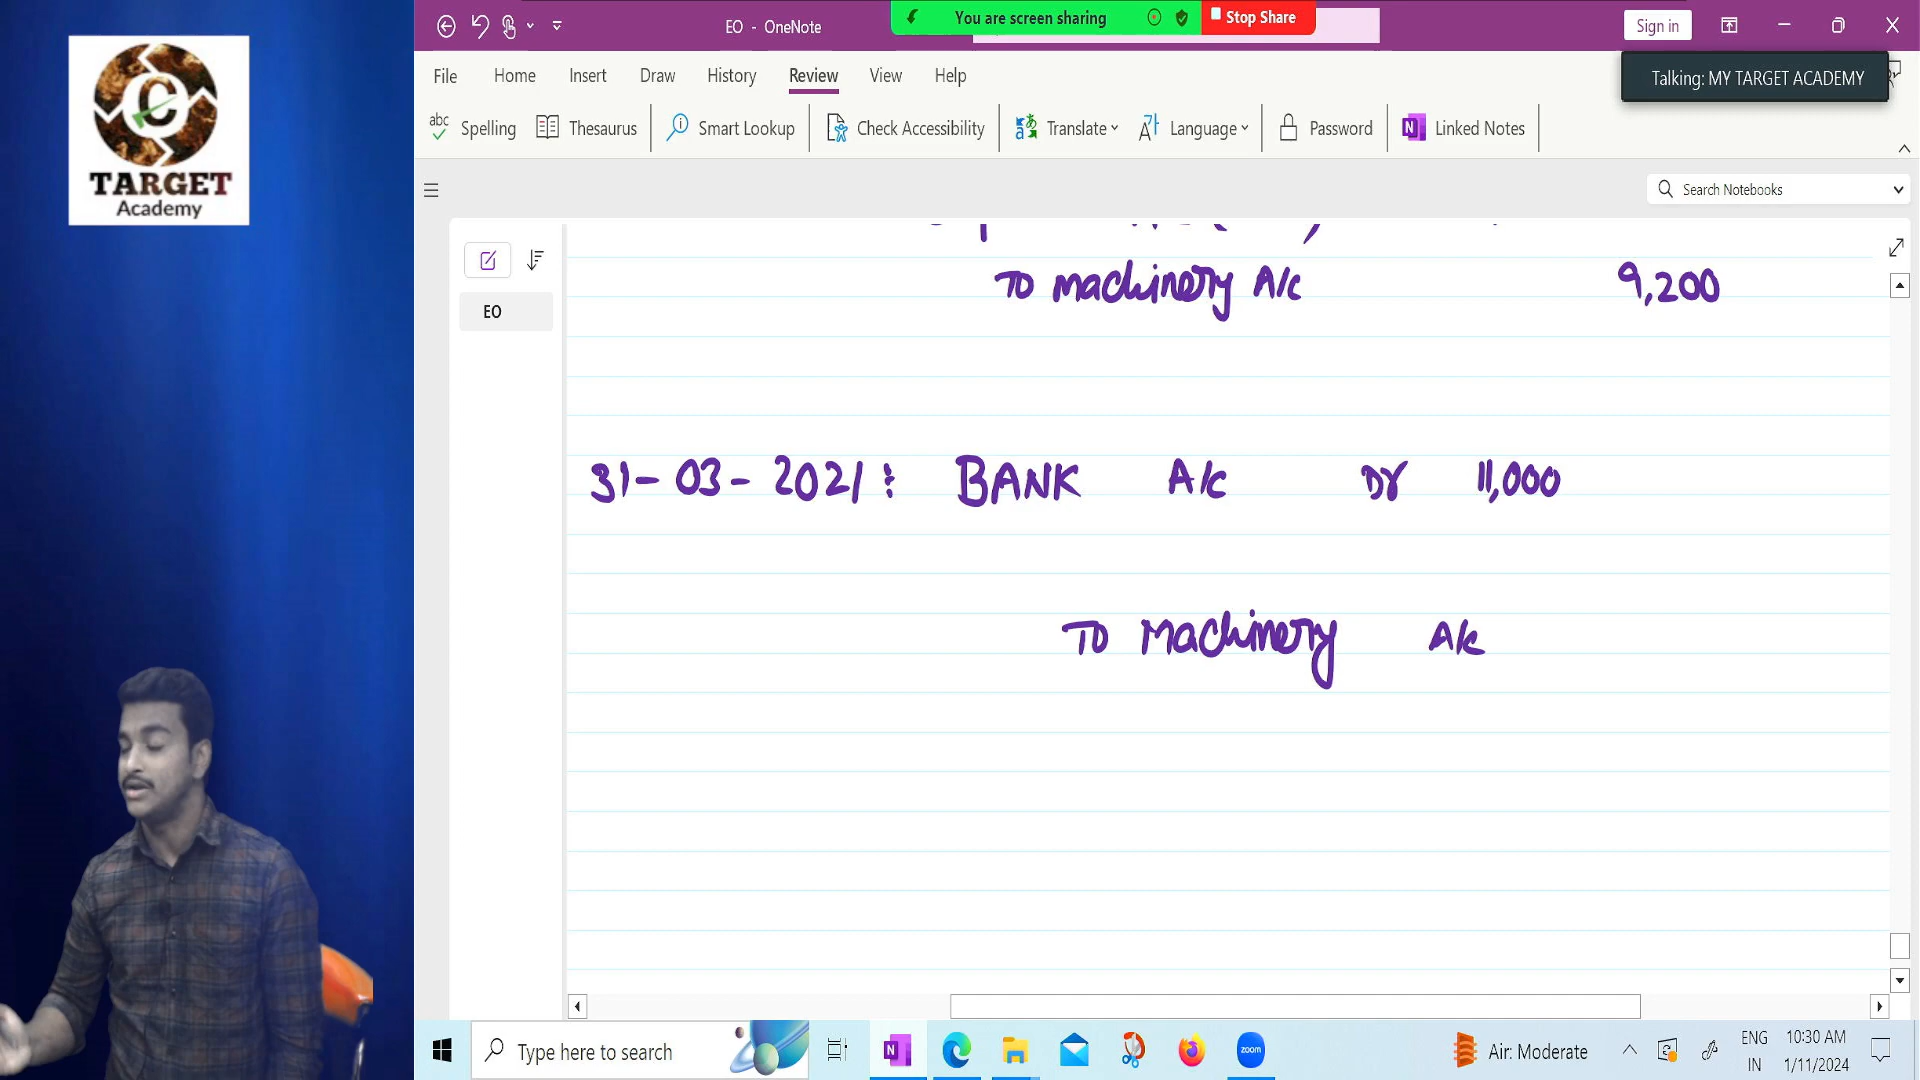 EO - OneNote
You are screen sharing
Stop Share
Sign in
File Home Insert Draw History Review View Help
Talking: MY TARGET ACADEMY
abc Spelling Thesaurus Smart Lookup Check Accessibility Translate Language Password Linked Notes
Search Notebooks
C
TARGET
Academy
EO
To machinery A/c 9,200
31-03-2021: BANK A/c Dr 11,000
To Machinery A/c
Type here to search
zoom
Air: Moderate
ENG
IN
10:30 AM
1/11/2024